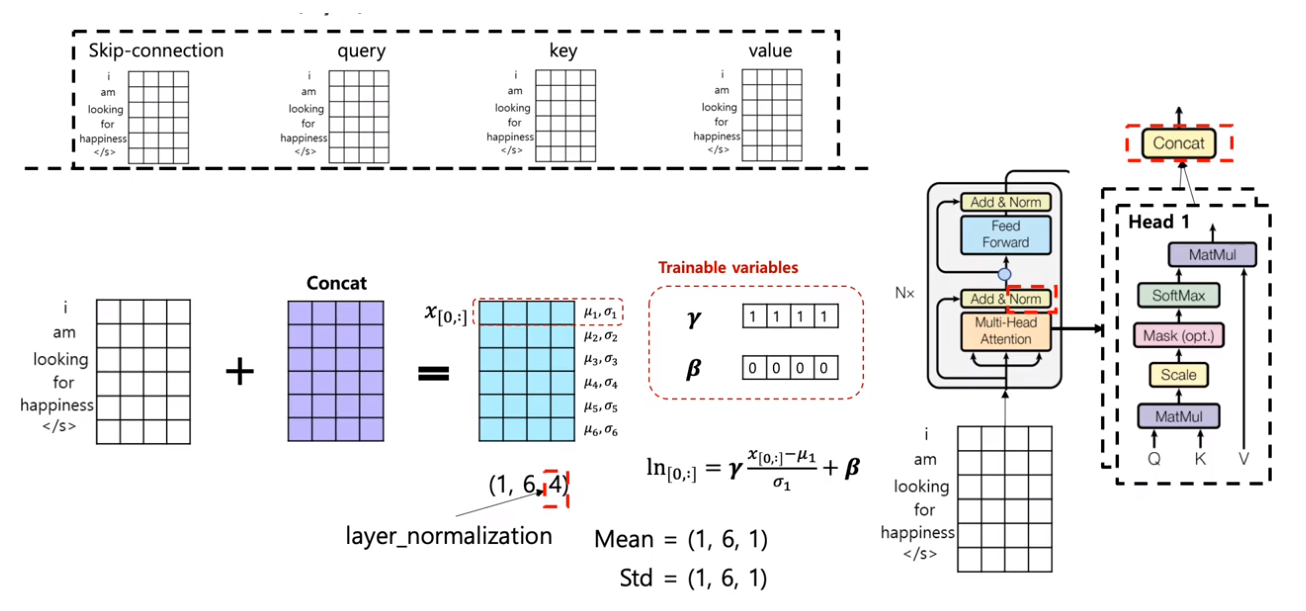 Skip-connection query key value
i i i i
am am am am
looking looking looking looking
for for for for
happiness happiness happiness happiness
</s> </s> </s> </s>
Concat
i
am
looking
for
happiness
</s>
+
=
x[0,:]
μ1, σ1
μ2, σ2
μ3, σ3
μ4, σ4
μ5, σ5
μ6, σ6
(1, 6, 4)
layer_normalization
Trainable variables
γ 1 1 1 1
β 0 0 0 0
ln[0,:] = γ (x[0,:]−μ1)/σ1 + β
Mean = (1, 6, 1)
Std = (1, 6, 1)
Add & Norm
Feed
Forward
N×
Add & Norm
Multi-Head
Attention
i
am
looking
for
happiness
</s>
Concat
Head 1
MatMul
SoftMax
Mask (opt.)
Scale
MatMul
Q K V